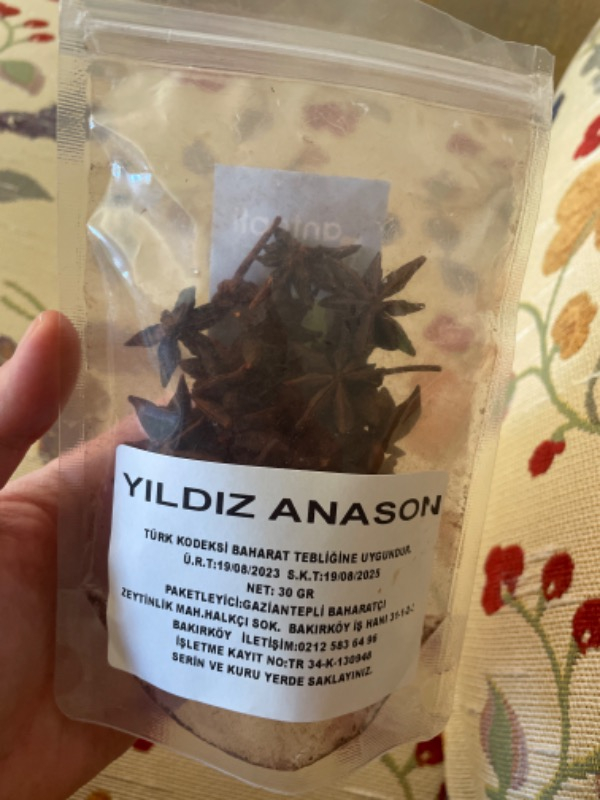 YILDIZ ANASON
TÜRK KODEKSİ BAHARAT TEBLİĞİNE UYGUNDUR.
Ü.R.T:19/08/2023 S.K.T:19/08/2025
NET: 30 GR
PAKETLEYİCİ:GAZİANTEPLİ BAHARATÇI
ZEYTİNLİK MAH.HALKÇI SOK. BAKIRKÖY İŞ HANI
BAKIRKÖY İLETİŞİM:0212 583 64 96
İŞLETME KAYIT NO:TR 34-K-130948
SERİN VE KURU YERDE SAKLAYINIZ.